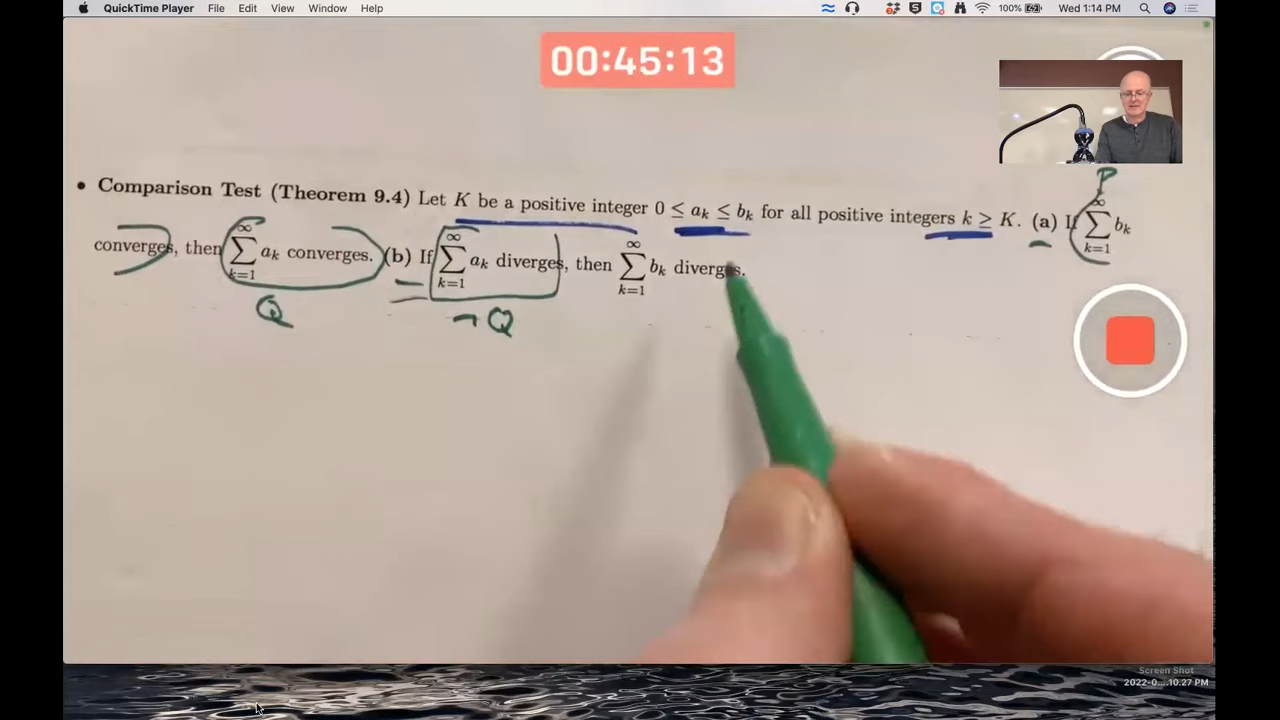 QuickTime Player File Edit View Window Help 100% Wed 1:14 PM
00:45:13
P
• Comparison Test (Theorem 9.4) Let K be a positive integer 0 ≤ a_k ≤ b_k for all positive integers k ≥ K. (a) If ∑_{k=1}^{∞} b_k
converges, then ∑_{k=1}^{∞} a_k converges. (b) If ∑_{k=1}^{∞} a_k diverges, then ∑_{k=1}^{∞} b_k diverges.
Q ¬Q
Screen Shot
2022-0....10.27 PM